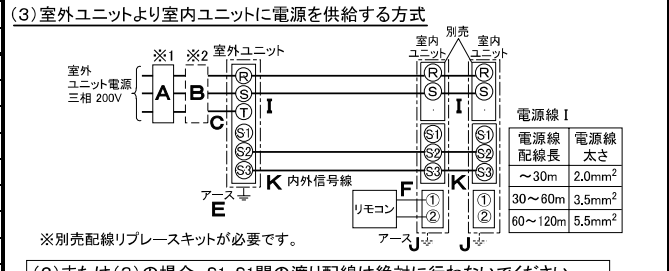 (3)室外ユニットより室内ユニットに電源を供給する方式
別売
※1 ※2 室外ユニット 室内ユニット 室内ユニット
室外
ユニット電源
三相 200V
A B C
R
S
T
S1
S2
S3
I
R
S
S1
S2
S3
①
②
I
R
S
S1
S2
S3
①
②
K 内外信号線
F
K
リモコン
アース
E
アース J J
電源線 I
電源線配線長 電源線太さ
～30m 2.0mm²
30～60m 3.5mm²
60～120m 5.5mm²
※別売配線リプレースキットが必要です。